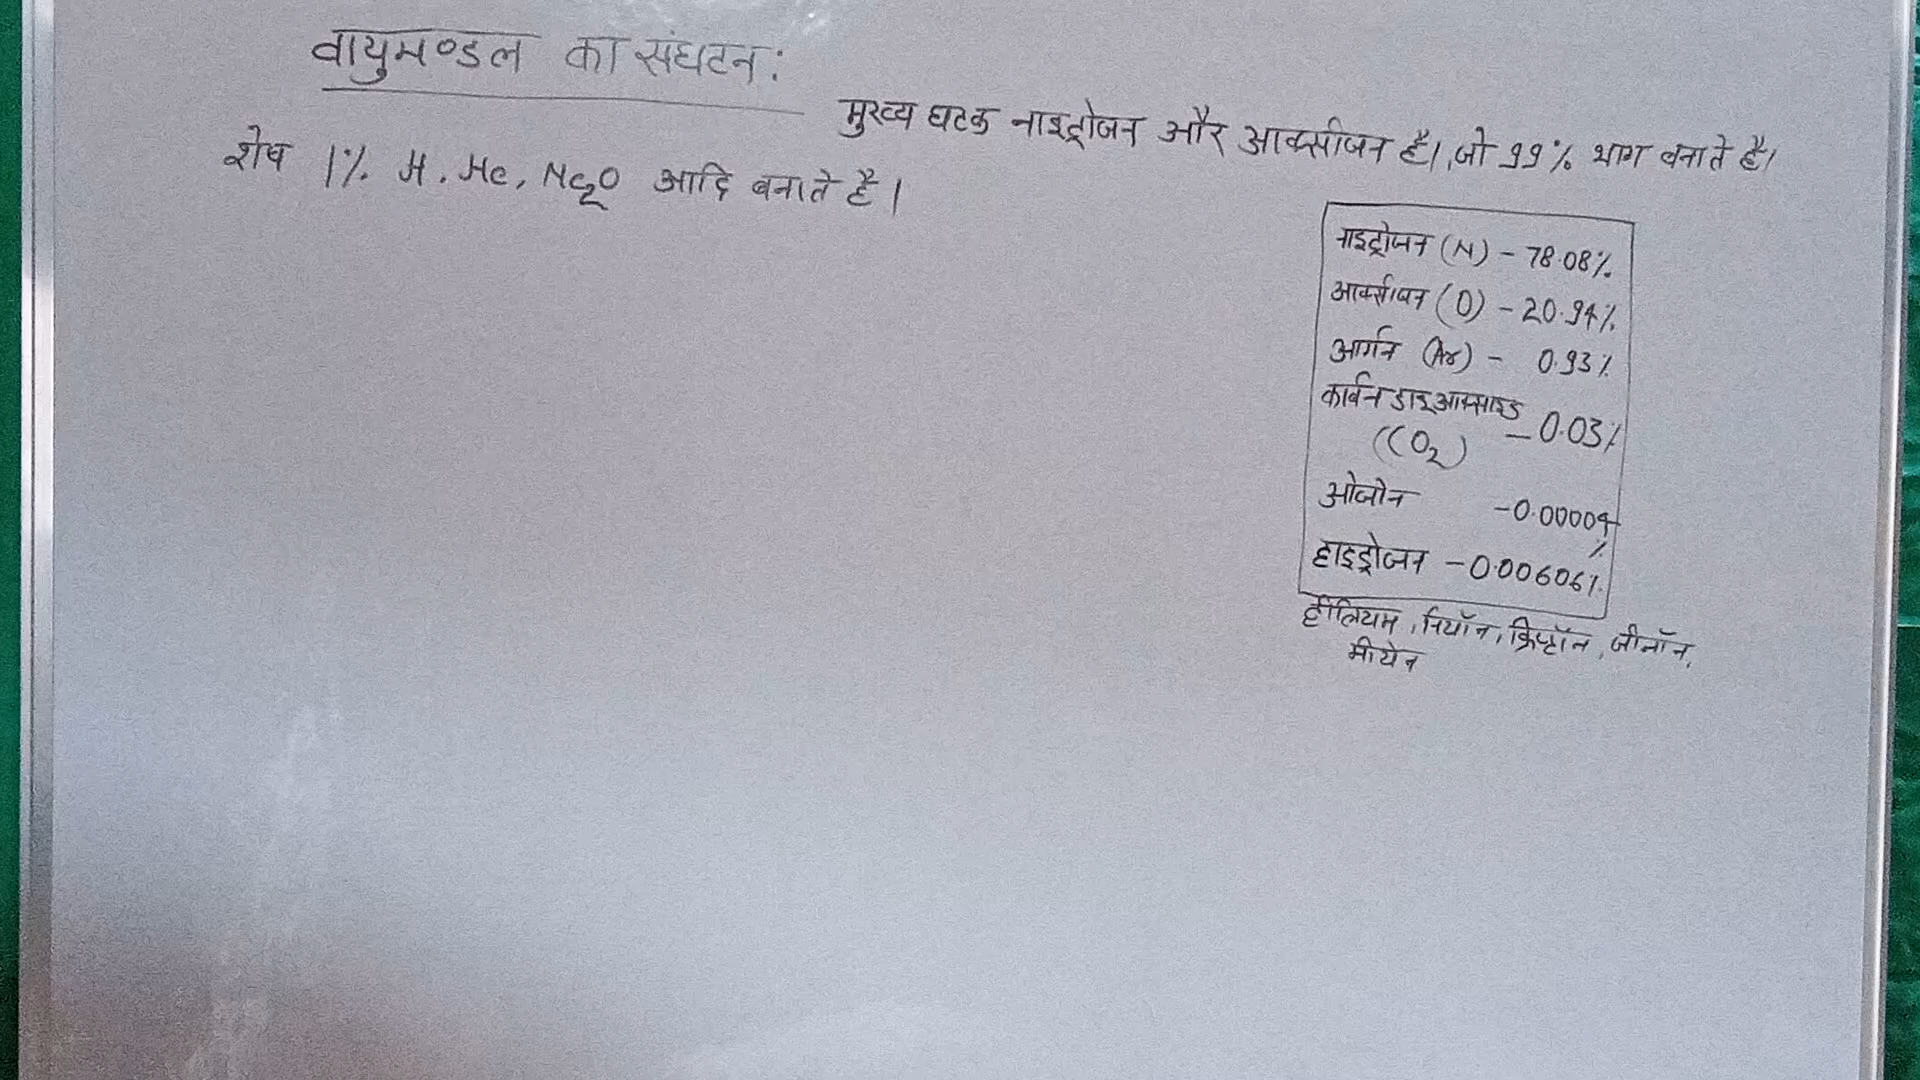 वायुमण्डल का संघटन:
मुख्य घटक नाइट्रोजन और आक्सीजन है। जो 99% भाग बनाते है।
शेष 1% H, He, N₂O आदि बनाते है।
नाइट्रोजन (N) - 78.08%
आक्सीजन (O) - 20.94%
आर्गन (Ar) - 0.93%
कार्बन डाइआक्साइड
(CO₂) - 0.03%
ओजोन -0.00004
%
हाइड्रोजन -0.00606%
हीलियम, नियॉन, क्रिप्टॉन, जीनॉन,
मीथेन